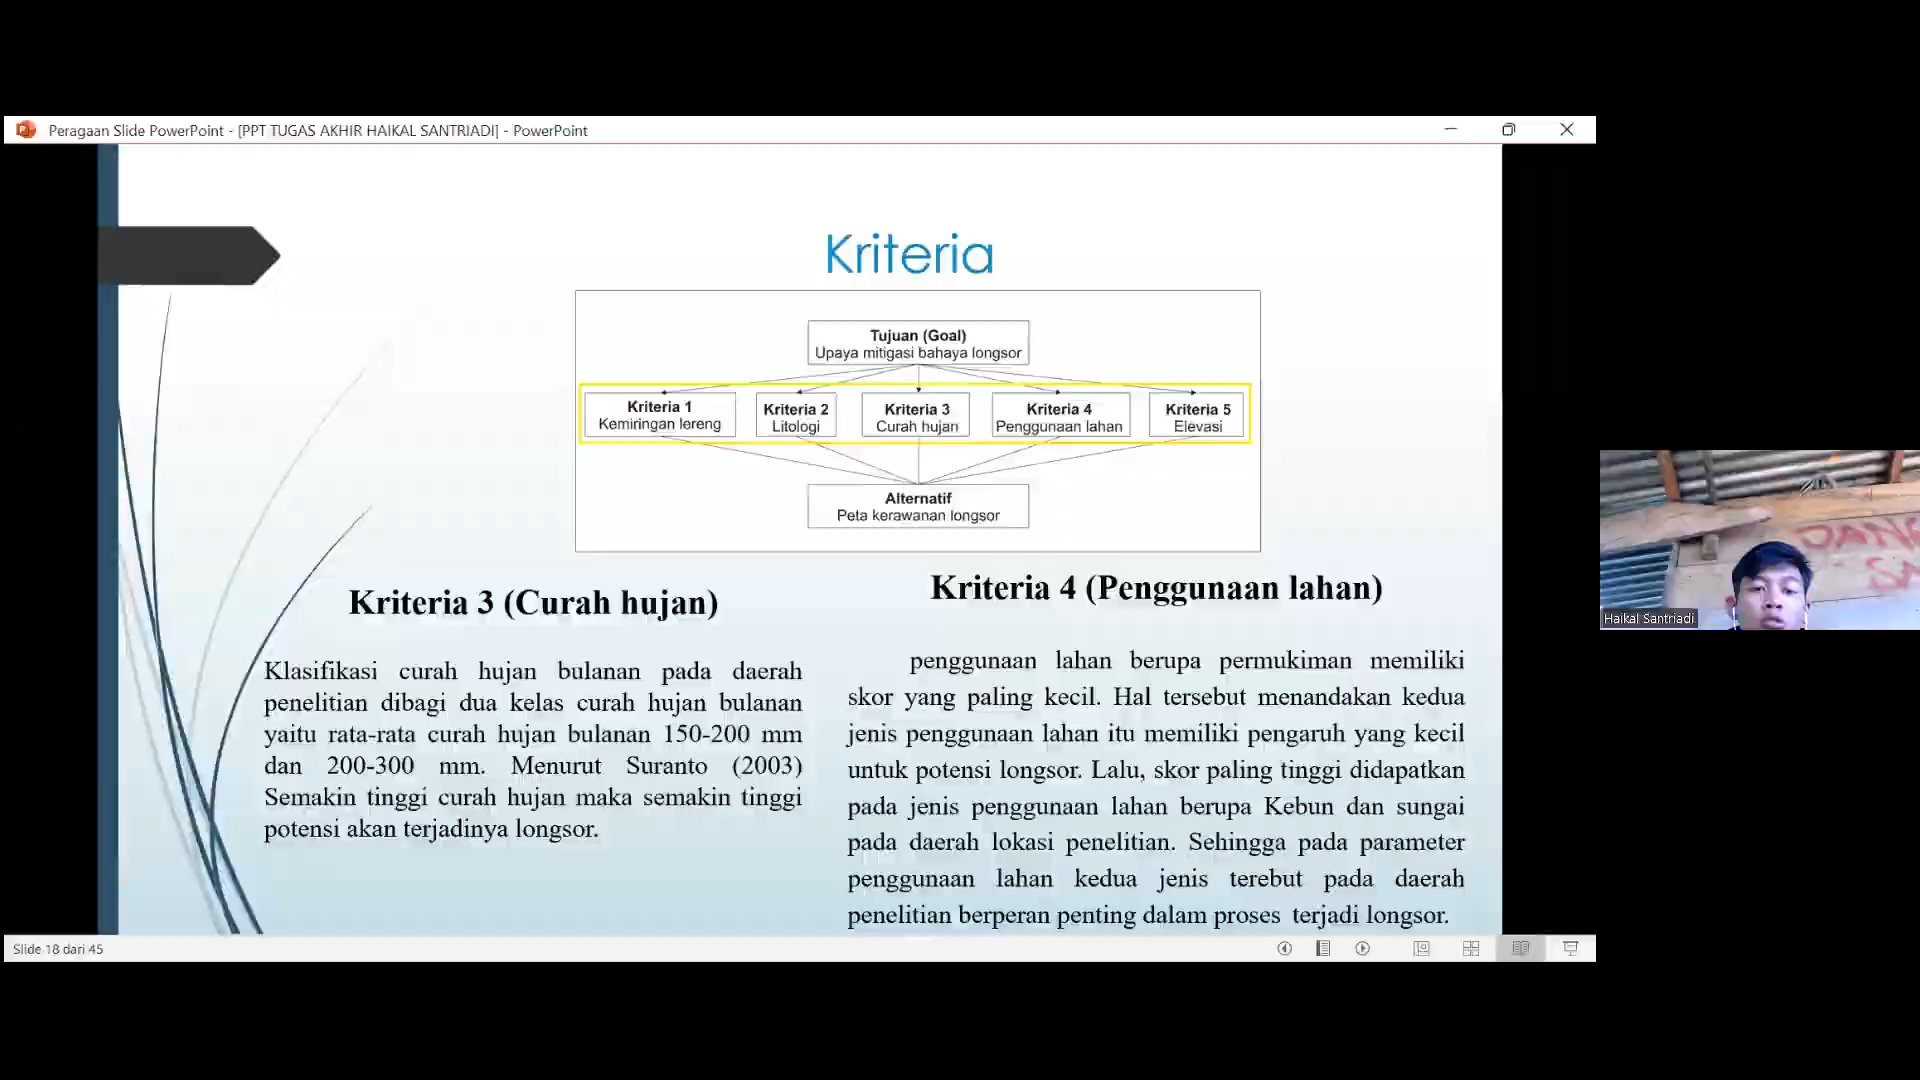 Peragaan Slide PowerPoint - [PPT TUGAS AKHIR HAIKAL SANTRIADI] - PowerPoint
Kriteria
Tujuan (Goal)
Upaya mitigasi bahaya longsor
Kriteria 1
Kemiringan lereng
Kriteria 2
Litologi
Kriteria 3
Curah hujan
Kriteria 4
Penggunaan lahan
Kriteria 5
Elevasi
Alternatif
Peta kerawanan longsor
Kriteria 3 (Curah hujan)
Klasifikasi curah hujan bulanan pada daerah
penelitian dibagi dua kelas curah hujan bulanan
yaitu rata-rata curah hujan bulanan 150-200 mm
dan 200-300 mm. Menurut Suranto (2003)
Semakin tinggi curah hujan maka semakin tinggi
potensi akan terjadinya longsor.
Kriteria 4 (Penggunaan lahan)
penggunaan lahan berupa permukiman memiliki
skor yang paling kecil. Hal tersebut menandakan kedua
jenis penggunaan lahan itu memiliki pengaruh yang kecil
untuk potensi longsor. Lalu, skor paling tinggi didapatkan
pada jenis penggunaan lahan berupa Kebun dan sungai
pada daerah lokasi penelitian. Sehingga pada parameter
penggunaan lahan kedua jenis terebut pada daerah
penelitian berperan penting dalam proses terjadi longsor.
Slide 18 dari 45
Haikal Santriadi